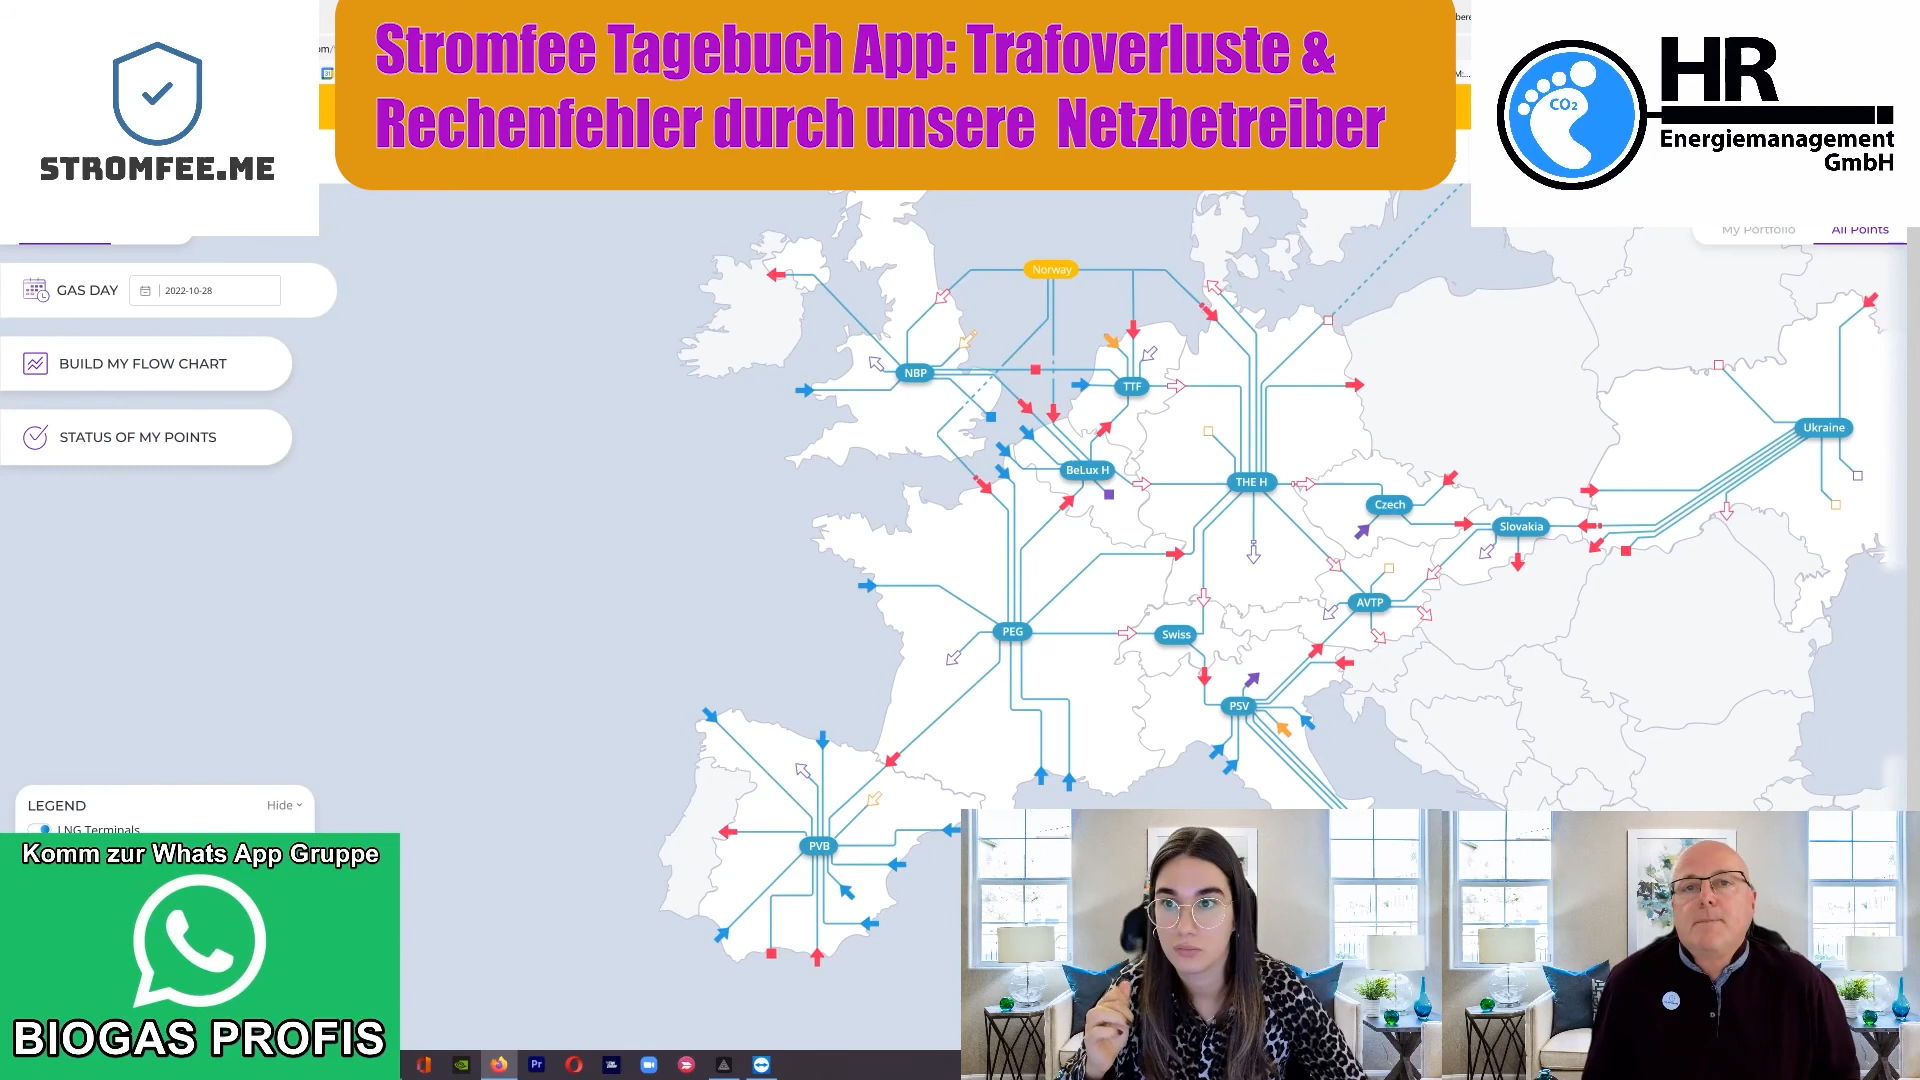 Stromfee Tagebuch App: Trafoverluste &
Rechenfehler durch unsere Netzbetreiber
STROMFEE.ME
CO₂
HR
Energiemanagement
GmbH
My Portfolio
All Points
GAS DAY
2022-10-28
BUILD MY FLOW CHART
STATUS OF MY POINTS
Norway
NBP
TTF
Ukraine
BeLux H
THE H
Czech
Slovakia
AVTP
PEG
Swiss
PSV
PVB
LEGEND
Hide
LNG Terminals
Komm zur Whats App Gruppe
BIOGAS PROFIS
Pr